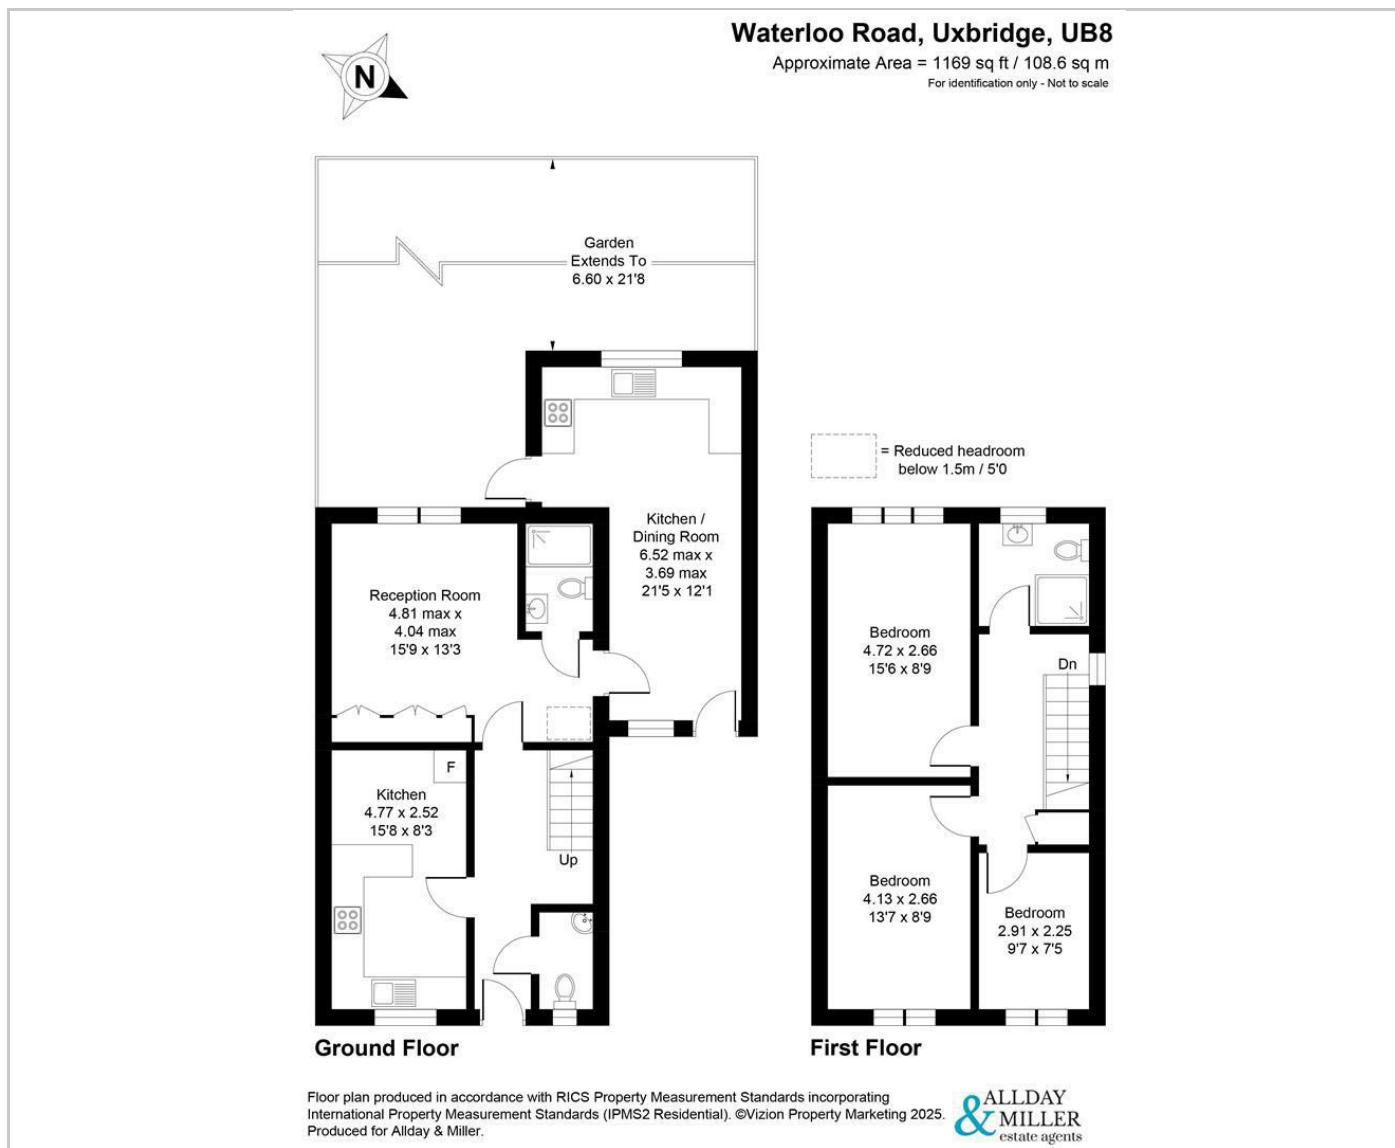 Waterloo Road, Uxbridge, UB8
Approximate Area = 1169 sq ft / 108.6 sq m
For identification only - Not to scale
N
Garden
Extends To
6.60 x 21'8
= Reduced headroom
below 1.5m / 5'0
Kitchen /
Dining Room
6.52 max x
3.69 max
21'5 x 12'1
Reception Room
4.81 max x
4.04 max
15'9 x 13'3
Kitchen
4.77 x 2.52
15'8 x 8'3
F
Up
Ground Floor
Bedroom
4.72 x 2.66
15'6 x 8'9
Dn
Bedroom
4.13 x 2.66
13'7 x 8'9
Bedroom
2.91 x 2.25
9'7 x 7'5
First Floor
Floor plan produced in accordance with RICS Property Measurement Standards incorporating
International Property Measurement Standards (IPMS2 Residential). ©Vizion Property Marketing 2025.
Produced for Allday & Miller.
ALLDAY
& MILLER
estate agents